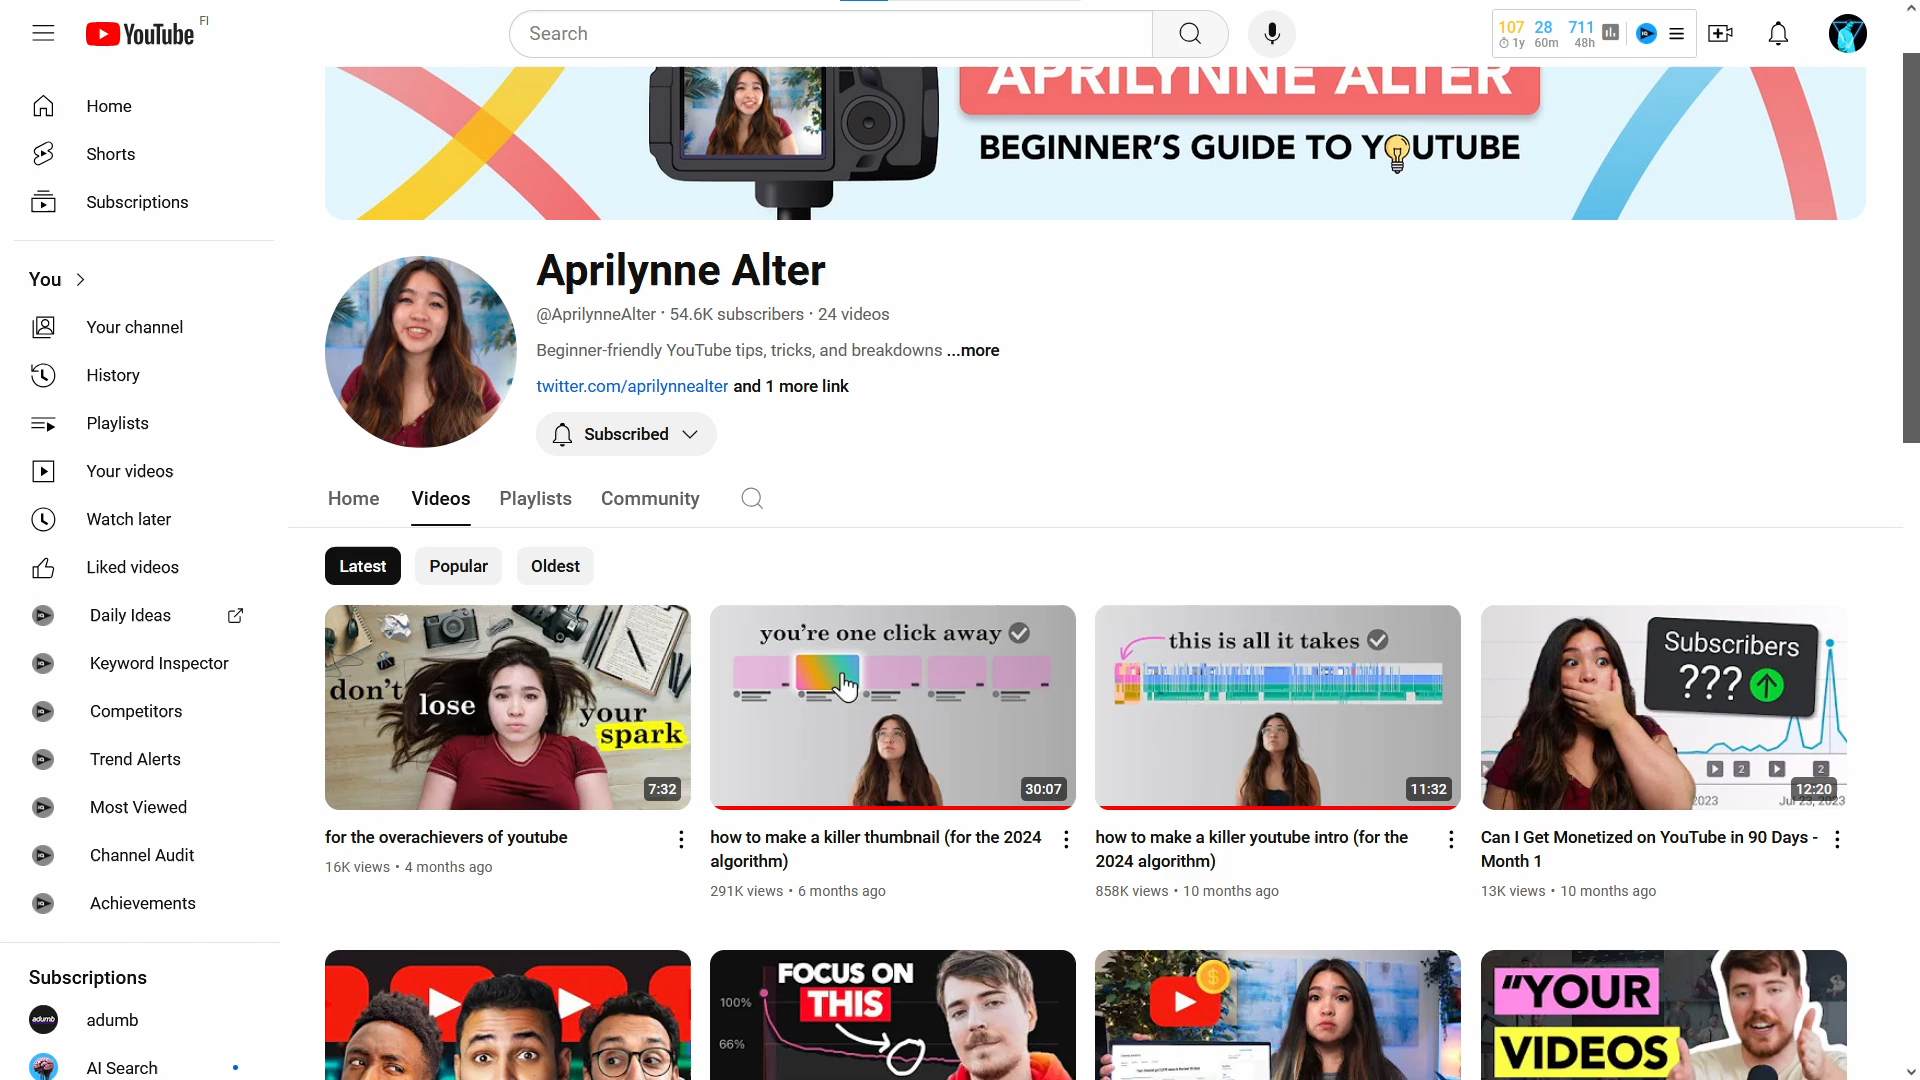 YouTube FI
Search
107 28 711
1y 60m 48h
Home
Shorts
Subscriptions
You
Your channel
History
Playlists
Your videos
Watch later
Liked videos
Daily Ideas
Keyword Inspector
Competitors
Trend Alerts
Most Viewed
Channel Audit
Achievements
Subscriptions
adumb
adumb
AI Search
APRILYNNE ALTER
BEGINNER'S GUIDE TO YOUTUBE
Aprilynne Alter
@AprilynneAlter · 54.6K subscribers · 24 videos
Beginner-friendly YouTube tips, tricks, and breakdowns ...more
twitter.com/aprilynnealter and 1 more link
Subscribed
Home Videos Playlists Community
Latest Popular Oldest
don't lose your spark
7:32
for the overachievers of youtube
16K views • 4 months ago
you're one click away
30:07
how to make a killer thumbnail (for the 2024
algorithm)
291K views • 6 months ago
this is all it takes
11:32
how to make a killer youtube intro (for the
2024 algorithm)
858K views • 10 months ago
Subscribers
???
2 2
2023 Jul 23, 2023
12:20
Can I Get Monetized on YouTube in 90 Days -
Month 1
13K views • 10 months ago
FOCUS ON
THIS
100%
66%
"YOUR
VIDEOS